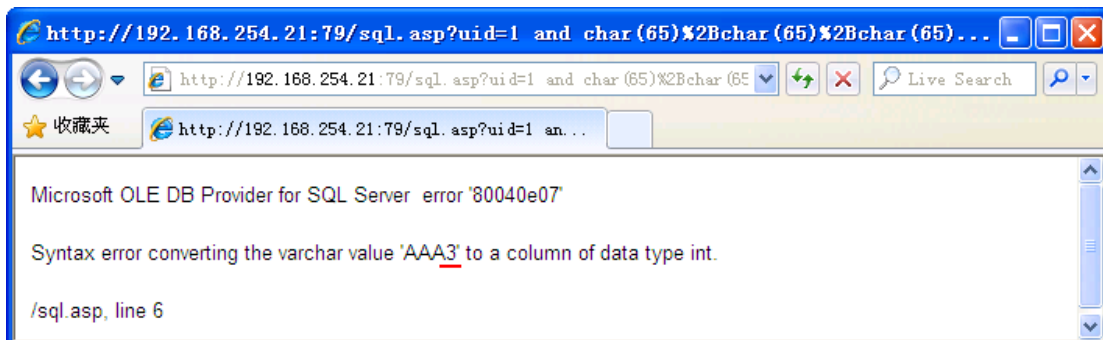 http://192.168.254.21:79/sql.asp?uid=1 and char(65)%2Bchar(65)%2Bchar(65)...
http://192.168.254.21:79/sql.asp?uid=1 and char(65)%2Bchar(65
Live Search
收藏夹
http://192.168.254.21:79/sql.asp?uid=1 an...
Microsoft OLE DB Provider for SQL Server error '80040e07'
Syntax error converting the varchar value 'AAA3' to a column of data type int.
/sql.asp, line 6